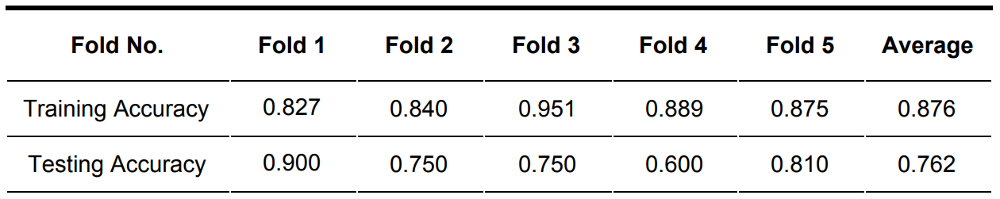 Fold No. Fold 1 Fold 2 Fold 3 Fold 4 Fold 5 Average
Training Accuracy 0.827 0.840 0.951 0.889 0.875 0.876
Testing Accuracy 0.900 0.750 0.750 0.600 0.810 0.762